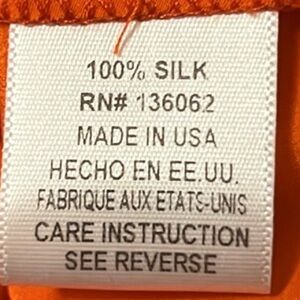 100% SILK
RN# 136062
MADE IN USA
HECHO EN EE.UU.
FABRIQUE AUX ETATS-UNIS
CARE INSTRUCTION
SEE REVERSE